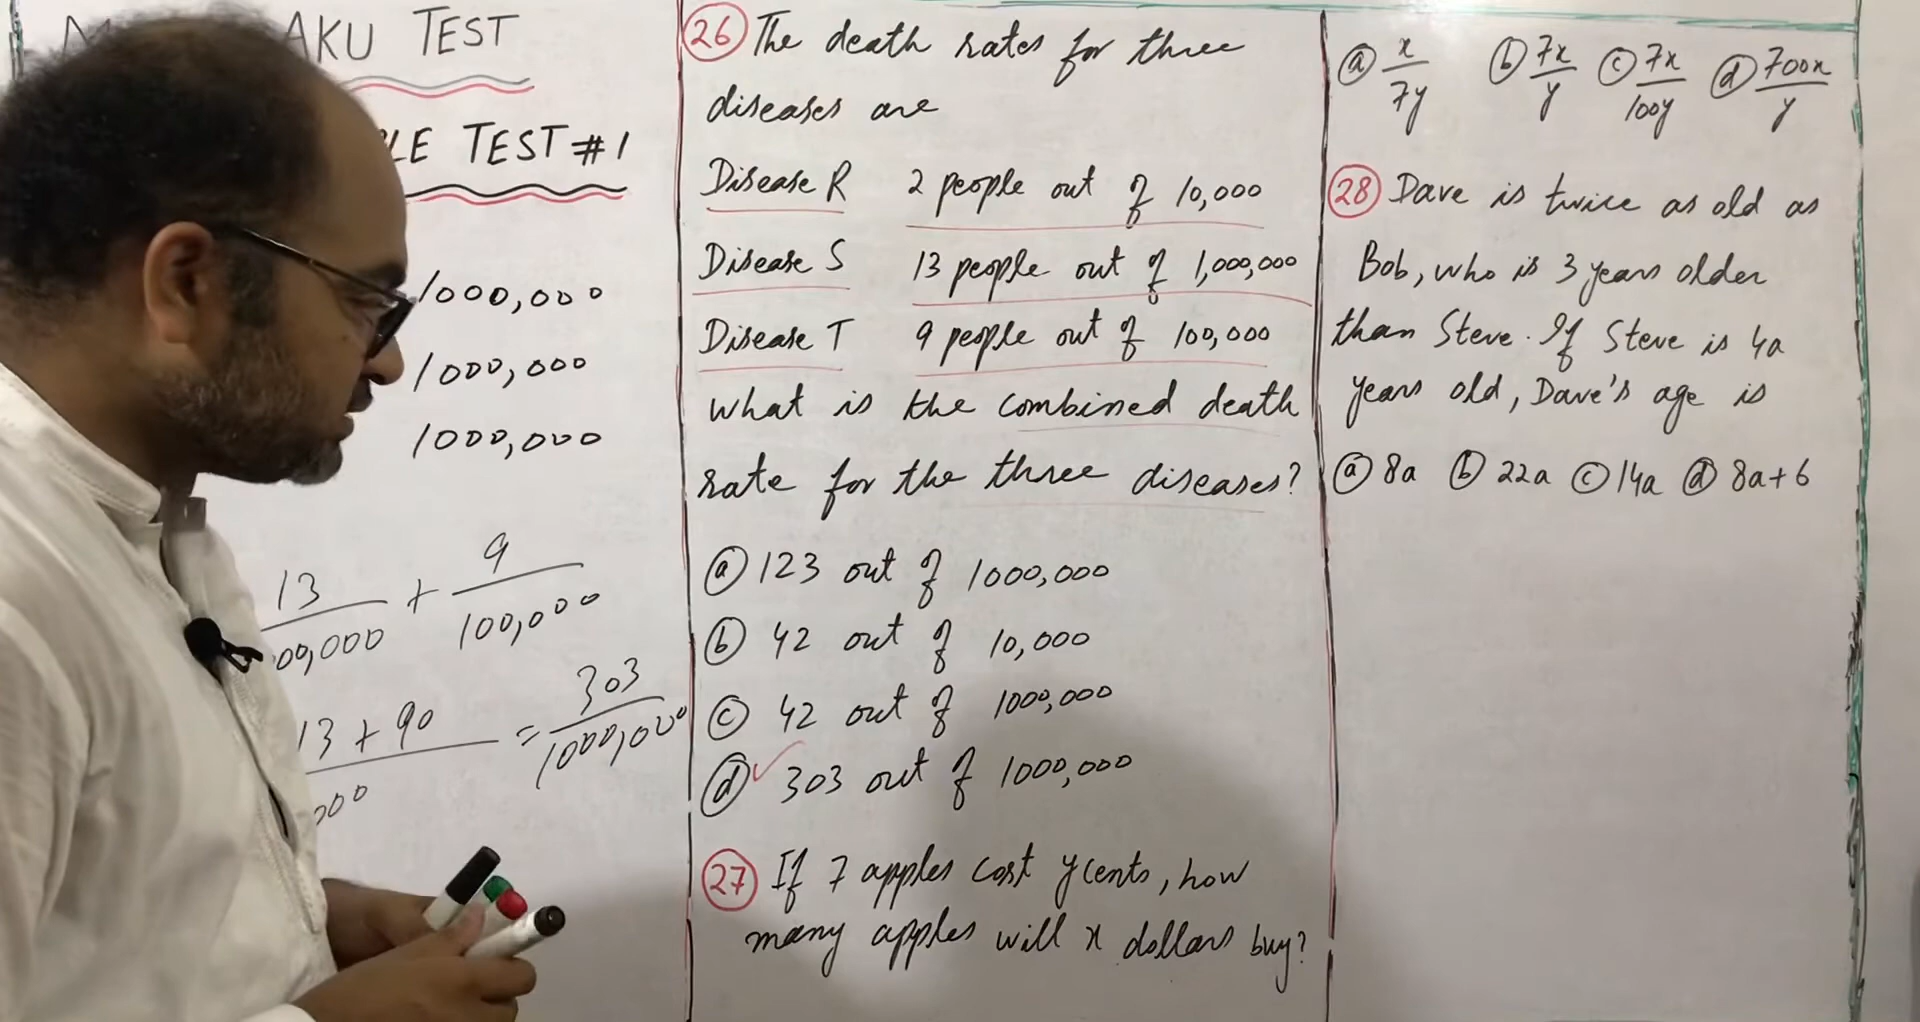 AKU TEST
LE TEST #1
1000,000
1000,000
1000,000
13 / 00,000 + 9 / 100,000
13 + 90 / 000 = 303 / 1000,000
26 The death rates for three
diseases are
Disease R 2 people out of 10,000
Disease S 13 people out of 1,000,000
Disease T 9 people out of 100,000
what is the combined death
rate for the three diseases?
a 123 out of 1000,000
b 42 out of 10,000
c 42 out of 1000,000
d ✓ 303 out of 1000,000
27 If 7 apples cost y cents, how
many apples will x dollars buy?
a x/7y b 7x/y c 7x/100y d 700x/y
28 Dave is twice as old as
Bob, who is 3 years older
than Steve. If Steve is 4a
years old, Dave's age is
a 8a b 22a c 14a d 8a+6